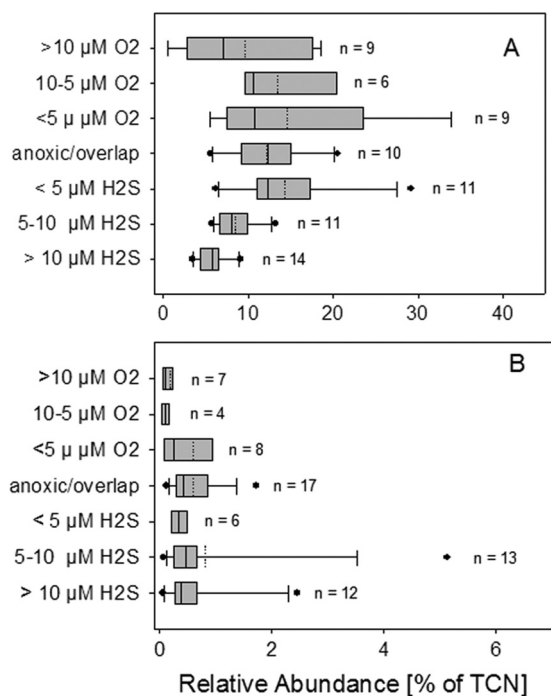 A
>10 µM O2 n = 9
10-5 µM O2 n = 6
<5 µ µM O2 n = 9
anoxic/overlap n = 10
< 5 µM H2S n = 11
5-10 µM H2S n = 11
> 10 µM H2S n = 14
0 10 20 30 40
B
>10 µM O2 n = 7
10-5 µM O2 n = 4
<5 µ µM O2 n = 8
anoxic/overlap n = 17
< 5 µM H2S n = 6
5-10 µM H2S n = 13
> 10 µM H2S n = 12
0 2 4 6
Relative Abundance [% of TCN]